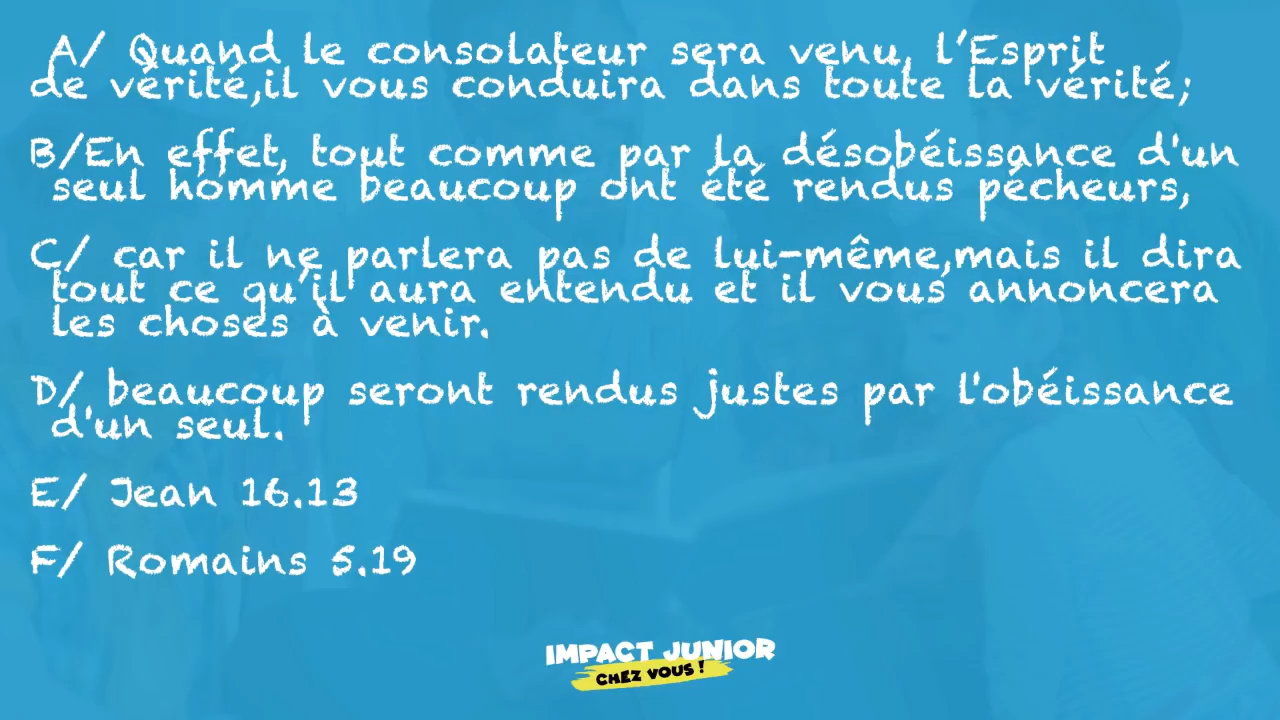 A/ Quand le consolateur sera venu, l’Esprit
de vérité,il vous conduira dans toute la vérité;
B/En effet, tout comme par la désobéissance d'un
seul homme beaucoup ont été rendus pécheurs,
C/ car il ne parlera pas de lui-même,mais il dira
tout ce qu’il aura entendu et il vous annoncera
les choses à venir.
D/ beaucoup seront rendus justes par l'obéissance
d'un seul.
E/ Jean 16.13
F/ Romains 5.19
IMPACT JUNIOR
CHEZ VOUS !